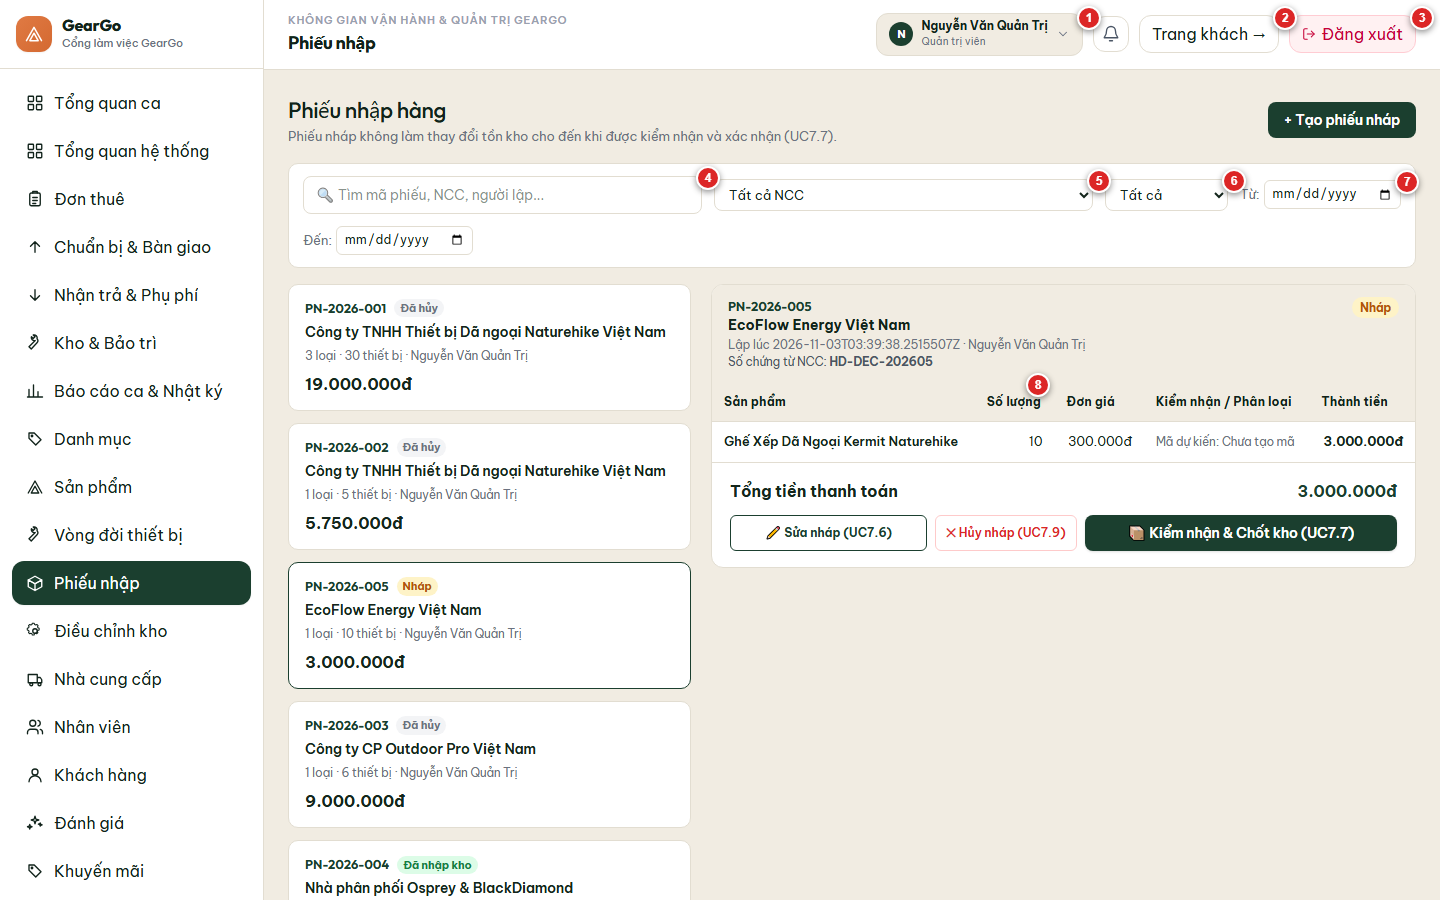 GearGo
Cổng làm việc GearGo
Tổng quan ca
Tổng quan hệ thống
Đơn thuê
Chuẩn bị & Bàn giao
Nhận trả & Phụ phí
Kho & Bảo trì
Báo cáo ca & Nhật ký
Danh mục
Sản phẩm
Vòng đời thiết bị
Phiếu nhập
Điều chỉnh kho
Nhà cung cấp
Nhân viên
Khách hàng
Đánh giá
Khuyến mãi
KHÔNG GIAN VẬN HÀNH & QUẢN TRỊ GEARGO
Phiếu nhập
N
Nguyễn Văn Quản Trị
Quản trị viên
1
Trang khách →
2
Đăng xuất
3
Phiếu nhập hàng
Phiếu nháp không làm thay đổi tồn kho cho đến khi được kiểm nhận và xác nhận (UC7.7).
+ Tạo phiếu nháp
Tìm mã phiếu, NCC, người lập...
4
Tất cả NCC
5
Tất cả
6
Từ:
mm/dd/yyyy
7
Đến:
mm/dd/yyyy
PN-2026-001 Đã hủy
Công ty TNHH Thiết bị Dã ngoại Naturehike Việt Nam
3 loại · 30 thiết bị · Nguyễn Văn Quản Trị
19.000.000đ
PN-2026-002 Đã hủy
Công ty TNHH Thiết bị Dã ngoại Naturehike Việt Nam
1 loại · 5 thiết bị · Nguyễn Văn Quản Trị
5.750.000đ
PN-2026-005 Nháp
EcoFlow Energy Việt Nam
1 loại · 10 thiết bị · Nguyễn Văn Quản Trị
3.000.000đ
PN-2026-003 Đã hủy
Công ty CP Outdoor Pro Việt Nam
1 loại · 6 thiết bị · Nguyễn Văn Quản Trị
9.000.000đ
PN-2026-004 Đã nhập kho
Nhà phân phối Osprey & BlackDiamond
PN-2026-005
Nháp
EcoFlow Energy Việt Nam
Lập lúc 2026-11-03T03:39:38.2515507Z · Nguyễn Văn Quản Trị
Số chứng từ NCC: HD-DEC-202605
8
Sản phẩm Số lượng Đơn giá Kiểm nhận / Phân loại Thành tiền
Ghế Xếp Dã Ngoại Kermit Naturehike 10 300.000đ Mã dự kiến: Chưa tạo mã 3.000.000đ
Tổng tiền thanh toán 3.000.000đ
Sửa nháp (UC7.6)
Hủy nháp (UC7.9)
Kiểm nhận & Chốt kho (UC7.7)